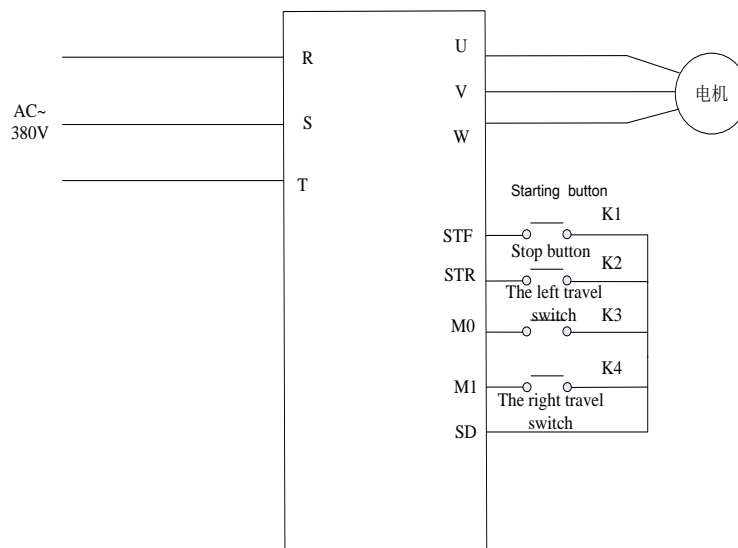 R
U
V
电机
AC~
380V
S
W
T
Starting button
K1
STF
Stop button
K2
STR
The left travel
switch
K3
M0
K4
M1
The right travel
switch
SD